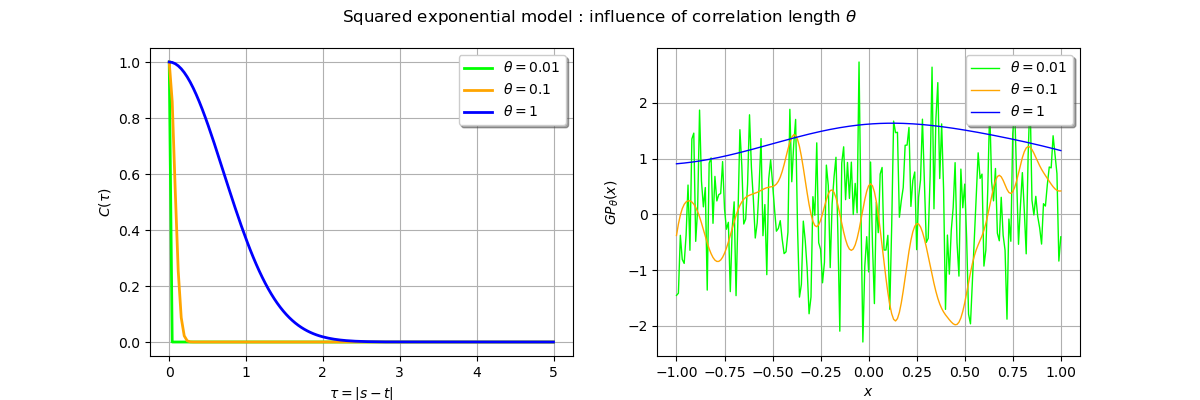 Squared exponential model : influence of correlation length θ
C(τ)
1.0
0.8
0.6
0.4
0.2
0.0
0 1 2 3 4 5
τ = |s − t|
θ = 0.01
θ = 0.1
θ = 1
GPθ(x)
2
1
0
−1
−2
−1.00 −0.75 −0.50 −0.25 0.00 0.25 0.50 0.75 1.00
x
θ = 0.01
θ = 0.1
θ = 1